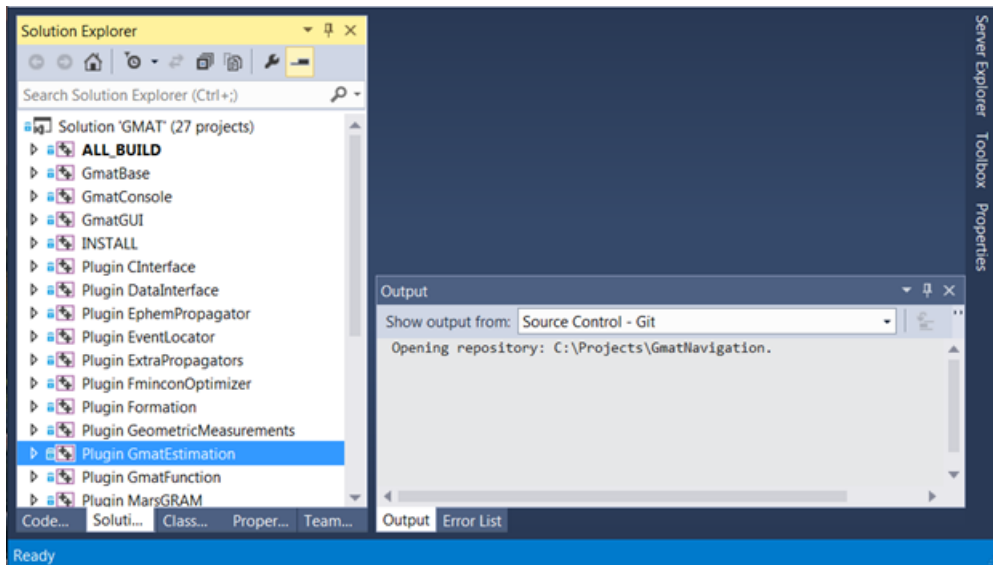 Solution Explorer
Search Solution Explorer (Ctrl+;)
Solution 'GMAT' (27 projects)
ALL_BUILD
GmatBase
GmatConsole
GmatGUI
INSTALL
Plugin CInterface
Plugin DataInterface
Plugin EphemPropagator
Plugin EventLocator
Plugin ExtraPropagators
Plugin FminconOptimizer
Plugin Formation
Plugin GeometricMeasurements
Plugin GmatEstimation
Plugin GmatFunction
Plugin MarsGRAM
Code... Soluti... Class... Proper... Team...
Output
Show output from: Source Control - Git
Opening repository: C:\Projects\GmatNavigation.
Output Error List
Server Explorer
Toolbox
Properties
Ready